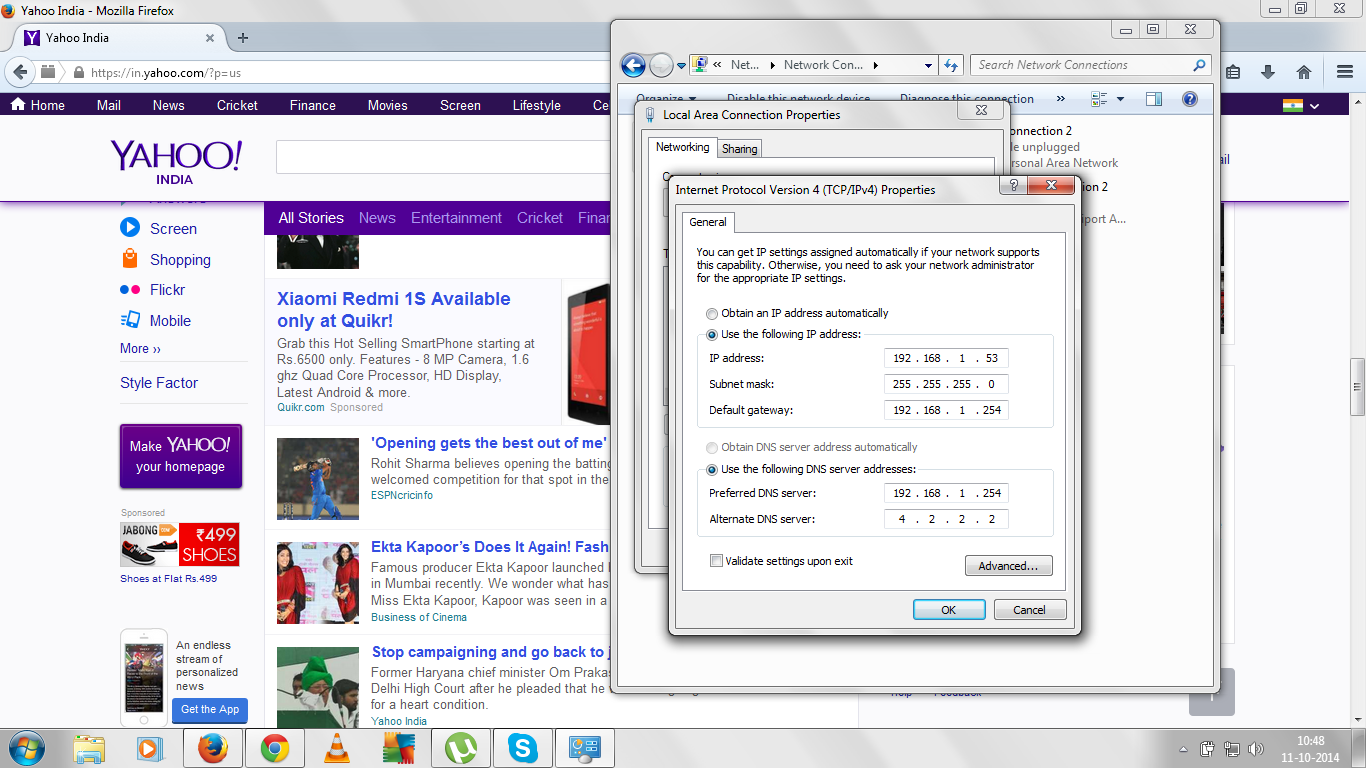 Yahoo India - Mozilla Firefox
Yahoo India
https://in.yahoo.com/?p=us
Home Mail News Cricket Finance Movies Screen Lifestyle Ce
YAHOO!
INDIA
Answers
Screen
Shopping
Flickr
Mobile
More ››
Style Factor
Make YAHOO!
your homepage
Sponsored
JABONG
.COM
₹499
SHOES
Shoes at Flat Rs.499
An endless
stream of
personalized
news
Get the App
All Stories News Entertainment Cricket Finan
Xiaomi Redmi 1S Available
only at Quikr!
Grab this Hot Selling SmartPhone starting at
Rs.6500 only. Features - 8 MP Camera, 1.6
ghz Quad Core Processor, HD Display,
Latest Android & more.
Quikr.com Sponsored
'Opening gets the best out of me'
Rohit Sharma believes opening the batting
welcomed competition for that spot in the
ESPNcricinfo
Ekta Kapoor's Does It Again! Fash
Famous producer Ekta Kapoor launched
in Mumbai recently. We wonder what has
Miss Ekta Kapoor, Kapoor was seen in a
Business of Cinema
Stop campaigning and go back to j
Former Haryana chief minister Om Prakas
Delhi High Court after he pleaded that he
for a heart condition.
Yahoo India
Help Feedback
« Net... Network Con...
Search Network Connections
Organize Disable this network device Diagnose this connection »
onnection 2
le unplugged
ersonal Area Network
ion 2
iport A...
ail
Local Area Connection Properties
Networking Sharing
Internet Protocol Version 4 (TCP/IPv4) Properties
?
General
You can get IP settings assigned automatically if your network supports
this capability. Otherwise, you need to ask your network administrator
for the appropriate IP settings.
Obtain an IP address automatically
Use the following IP address:
IP address: 192 . 168 . 1 . 53
Subnet mask: 255 . 255 . 255 . 0
Default gateway: 192 . 168 . 1 . 254
Obtain DNS server address automatically
Use the following DNS server addresses:
Preferred DNS server: 192 . 168 . 1 . 254
Alternate DNS server: 4 . 2 . 2 . 2
Validate settings upon exit
Advanced...
OK Cancel
10:48
11-10-2014